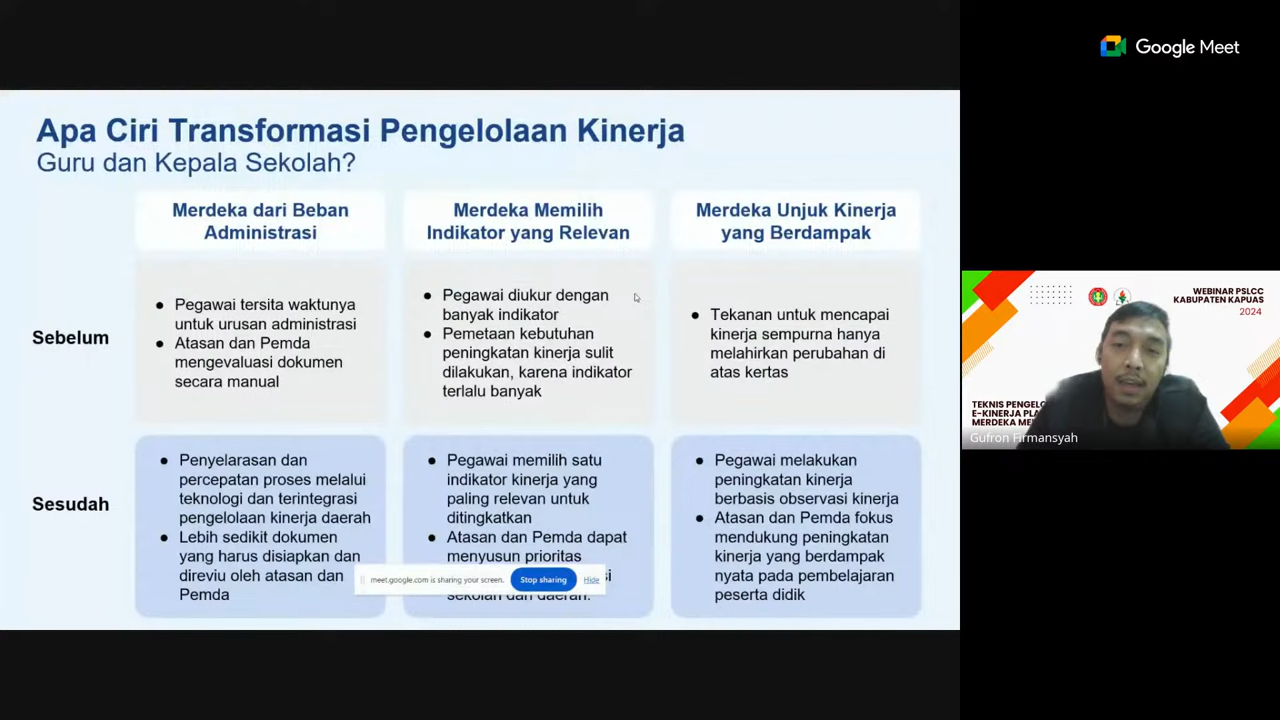 Google Meet
Apa Ciri Transformasi Pengelolaan Kinerja
Guru dan Kepala Sekolah?
Merdeka dari Beban
Administrasi
Merdeka Memilih
Indikator yang Relevan
Merdeka Unjuk Kinerja
yang Berdampak
Sebelum
● Pegawai tersita waktunya
untuk urusan administrasi
● Atasan dan Pemda
mengevaluasi dokumen
secara manual
● Pegawai diukur dengan
banyak indikator
● Pemetaan kebutuhan
peningkatan kinerja sulit
dilakukan, karena indikator
terlalu banyak
● Tekanan untuk mencapai
kinerja sempurna hanya
melahirkan perubahan di
atas kertas
Sesudah
● Penyelarasan dan
percepatan proses melalui
teknologi dan terintegrasi
pengelolaan kinerja daerah
● Lebih sedikit dokumen
yang harus disiapkan dan
direviu oleh atasan dan
Pemda
● Pegawai memilih satu
indikator kinerja yang
paling relevan untuk
ditingkatkan
● Atasan dan Pemda dapat
menyusun prioritas
sekolah dan daerah.
● Pegawai melakukan
peningkatan kinerja
berbasis observasi kinerja
● Atasan dan Pemda fokus
mendukung peningkatan
kinerja yang berdampak
nyata pada pembelajaran
peserta didik
meet.google.com is sharing your screen.
Stop sharing
Hide
WEBINAR PSLCC
KABUPATEN KAPUAS
2024
TEKNIS
E-KINERJA
MERDEKA
Gufron Firmansyah